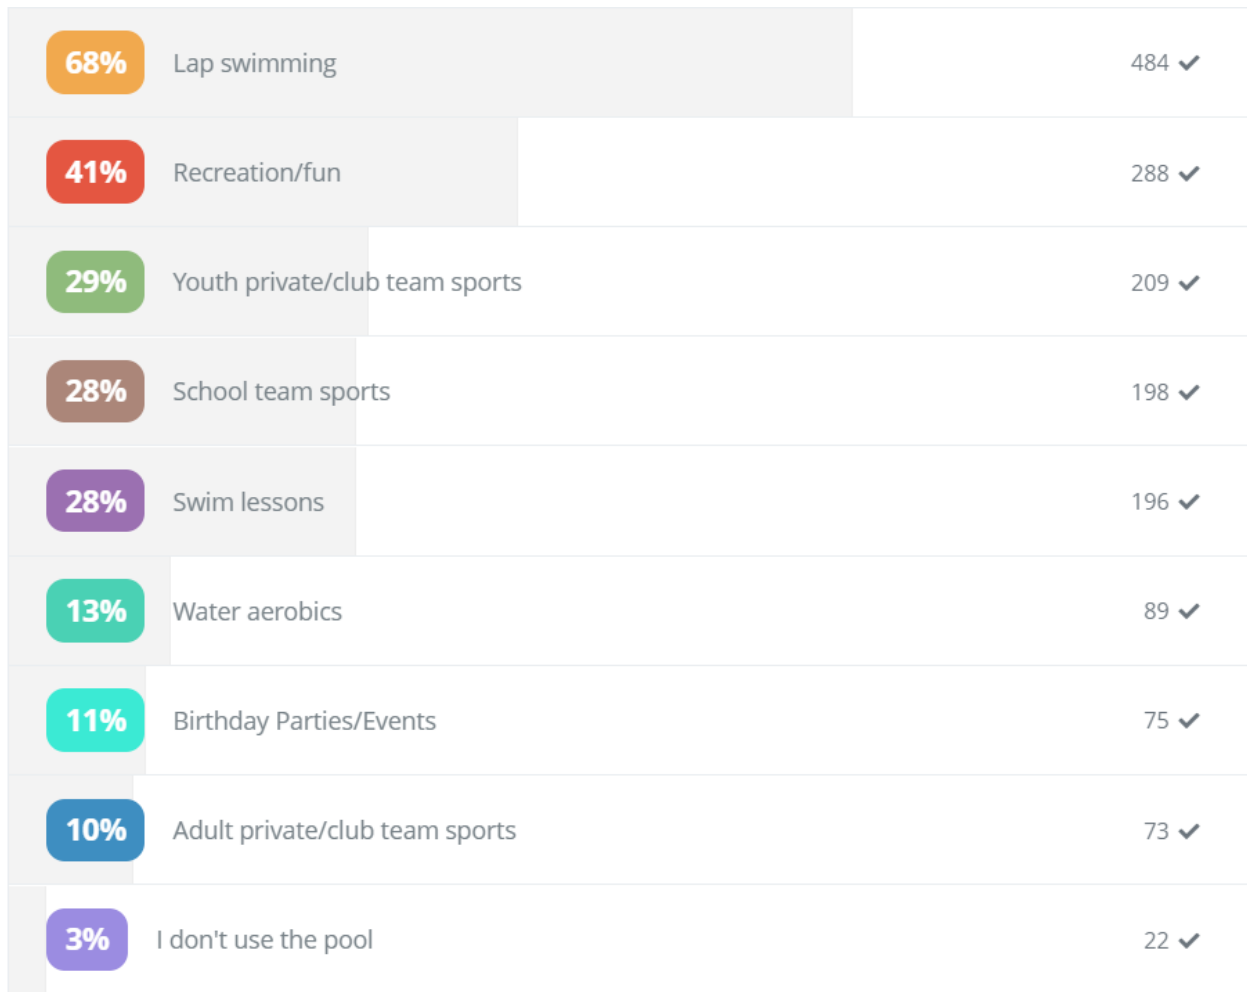 68% Lap swimming 484
41% Recreation/fun 288
29% Youth private/club team sports 209
28% School team sports 198
28% Swim lessons 196
13% Water aerobics 89
11% Birthday Parties/Events 75
10% Adult private/club team sports 73
3% I don't use the pool 22